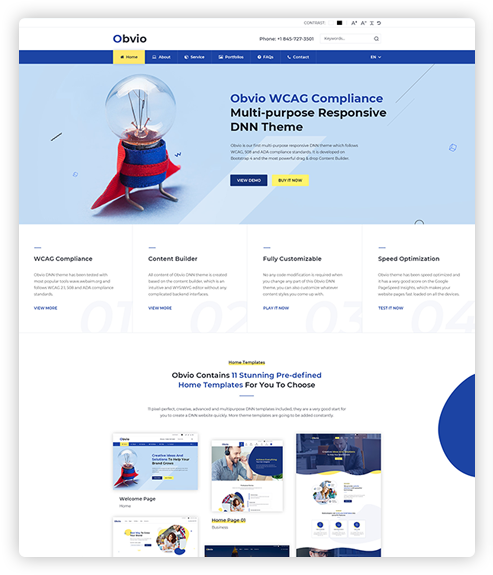 CONTRAST:
A+ A- I
Obvio
Phone: +1 845-727-3501
Keywords...
Home About Service Portfolios FAQs Contact EN
Obvio WCAG Compliance
Multi-purpose Responsive
DNN Theme
Obvio is our first multi-purpose responsive DNN theme which follows
WCAG, 508 and ADA compliance standards. It is developed on
Bootstrap 4 and the most powerful drag & drop Content Builder.
VIEW DEMO BUY IT NOW
WCAG Compliance
Obvio DNN theme has been tested with
most popular tools www.webaim.org and
follows WCAG 2.1, 508 and ADA compliance
standards.
VIEW MORE
01
Content Builder
All content of Obvio DNN theme is created
based on the content builder, which is an
intuitive and WYSIWYG editor without any
complicated backend interfaces.
VIEW MORE
02
Fully Customizable
No any code modification is required when
you change any part of this Obvio DNN
theme, you can also customize whatever
content styles you come up with.
PLAY IT NOW
03
Speed Optimization
Obvio theme has been speed optimized and
it has a very good store on the Google
PageSpeed Insights, which makes your
website pages fast loaded on all the devices.
TEST IT NOW
04
Home Templates
Obvio Contains 11 Stunning Pre-defined
Home Templates For You To Choose
11 pixel-perfect, creative, advanced and multipurpose DNN templates included, they are a very good start for
you to create a DNN website quickly. More theme templates are going to be added constantly.
Obvio
Creative Ideas And
Solutions To Help Your
Brand Grows
Welcome Page
Home
Obvio
Home Page 01
Business
Obvio